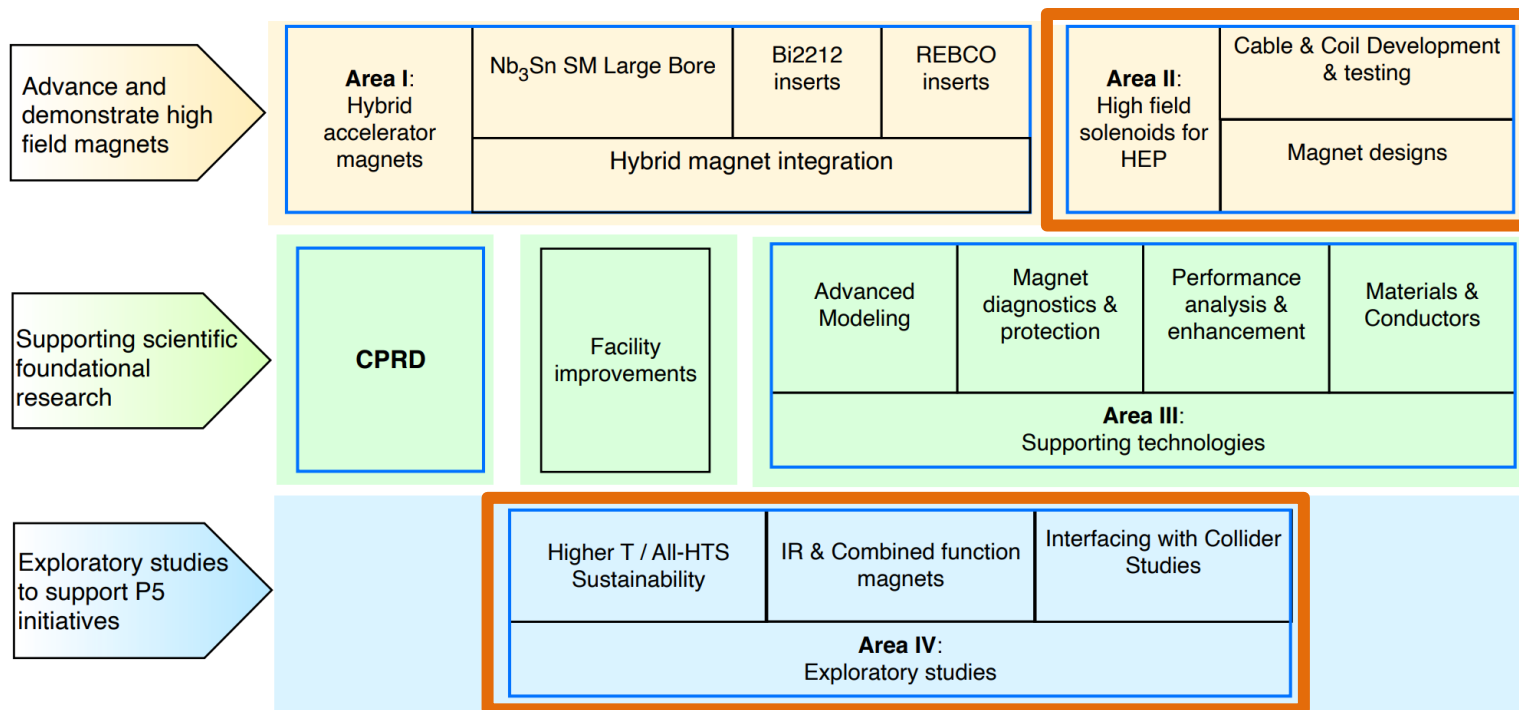 Advance and
demonstrate high
field magnets
Area I:
Hybrid
accelerator
magnets
Nb₃Sn SM Large Bore
Bi2212
inserts
REBCO
inserts
Hybrid magnet integration
Area II:
High field
solenoids for
HEP
Cable & Coil Development
& testing
Magnet designs
Supporting scientific
foundational
research
CPRD
Facility
improvements
Advanced
Modeling
Magnet
diagnostics &
protection
Performance
analysis &
enhancement
Materials &
Conductors
Area III:
Supporting technologies
Exploratory studies
to support P5
initiatives
Higher T / All-HTS
Sustainability
IR & Combined function
magnets
Interfacing with Collider
Studies
Area IV:
Exploratory studies